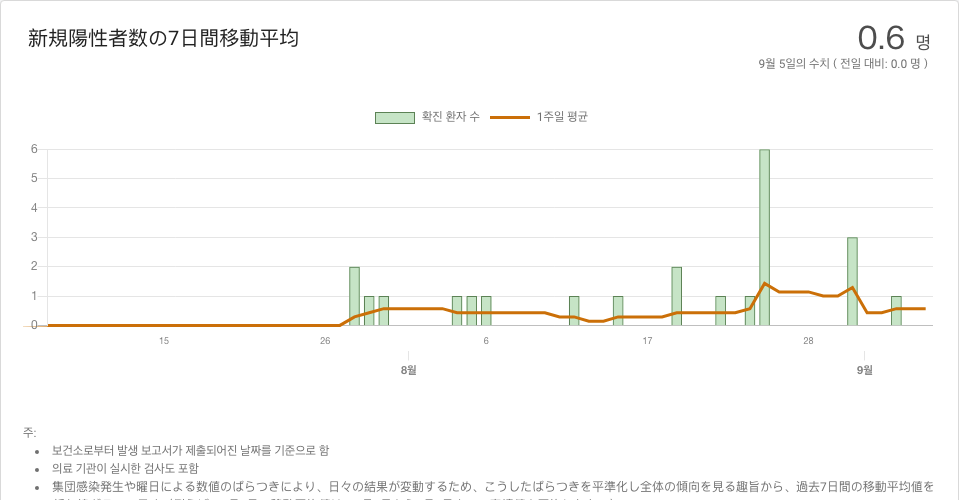 新規陽性者数の7日間移動平均
0.6 명
9월 5일의 수치 ( 전일 대비: 0.0 명 )
확진 환자 수
1주일 평균
6
5
4
3
2
1
0
15
26
6
17
28
8월
9월
주:
보건소로부터 발생 보고서가 제출되어진 날짜를 기준으로 함
의료 기관이 실시한 검사도 포함
集団感染発生や曜日による数値のばらつきにより、日々の結果が変動するため、こうしたばらつきを平準化し全体の傾向を見る趣旨から、過去7日間の移動平均値を